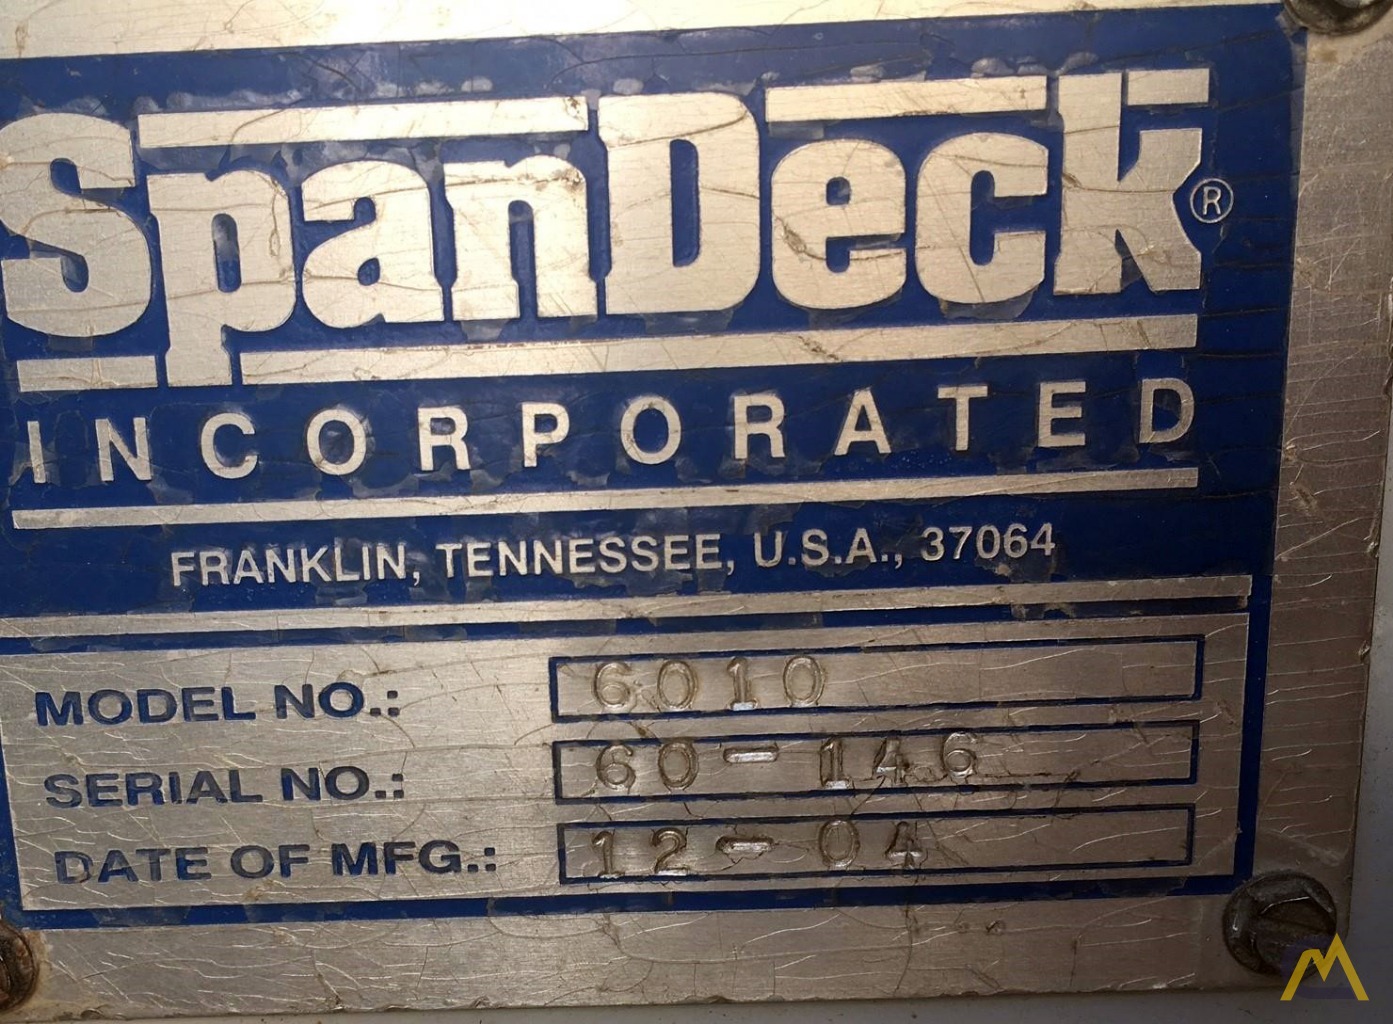 SpanDeck ®
INCORPORATED
FRANKLIN, TENNESSEE, U.S.A., 37064
MODEL NO.: 6010
SERIAL NO.: 60-146
DATE OF MFG.: 12-04